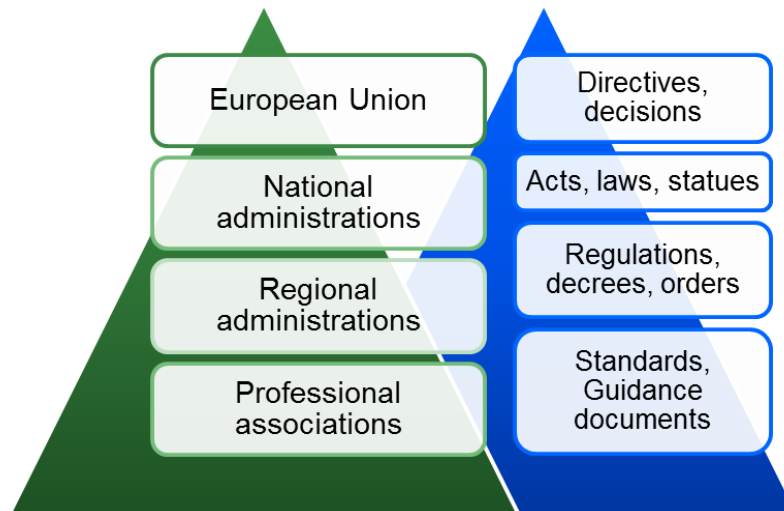 European Union
National
administrations
Regional
administrations
Professional
associations
Directives,
decisions
Acts, laws, statues
Regulations,
decrees, orders
Standards,
Guidance
documents